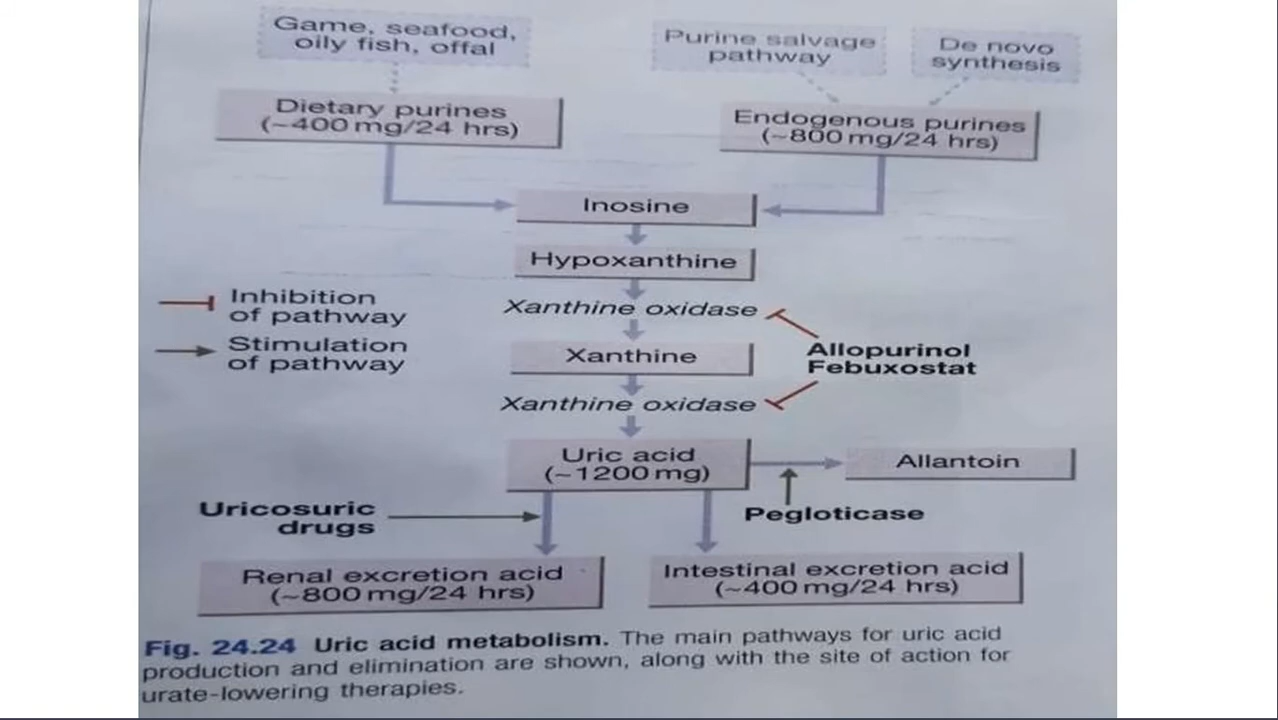 Game, seafood,
oily fish, offal
Purine salvage
pathway
De novo
synthesis
Dietary purines
(~400 mg/24 hrs)
Endogenous purines
(~800 mg/24 hrs)
Inosine
Hypoxanthine
Xanthine oxidase
Inhibition
of pathway
Stimulation
of pathway
Xanthine
Allopurinol
Febuxostat
Xanthine oxidase
Uric acid
(~1200 mg)
Allantoin
Uricosuric
drugs
Pegloticase
Renal excretion acid
(~800 mg/24 hrs)
Intestinal excretion acid
(~400 mg/24 hrs)
Fig. 24.24 Uric acid metabolism. The main pathways for uric acid
production and elimination are shown, along with the site of action for
urate-lowering therapies.